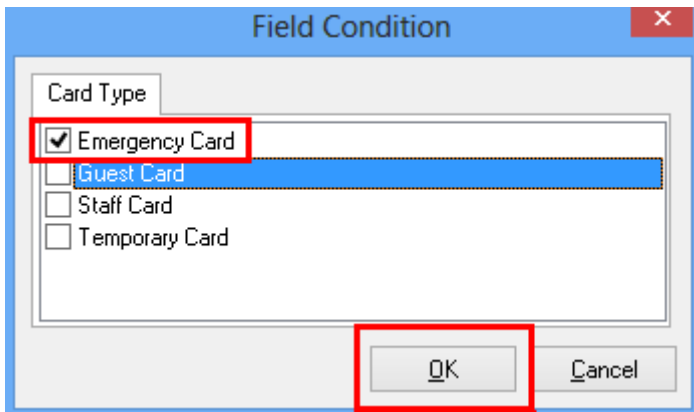 Field Condition
Card Type
Emergency Card
Guest Card
Staff Card
Temporary Card
OK
Cancel